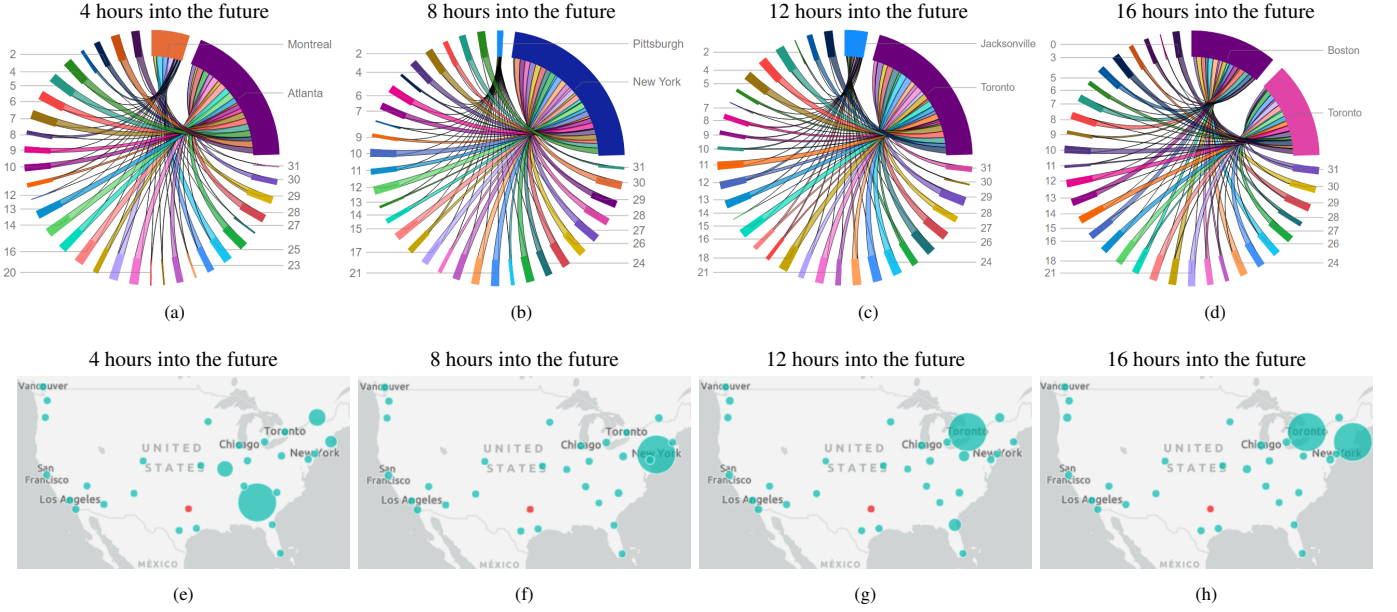 4 hours into the future
8 hours into the future
12 hours into the future
16 hours into the future
2
4
5
6
7
8
9
10
12
13
14
16
20
Montreal
Atlanta
31
30
29
28
27
25
23
2
4
6
7
9
10
11
12
13
14
15
17
21
Pittsburgh
New York
31
30
29
28
27
26
24
2
4
5
7
8
9
10
11
12
13
14
15
16
18
21
Jacksonville
Toronto
31
30
29
28
27
26
24
0
3
6
5
7
8
9
10
11
12
13
14
15
16
18
21
Boston
Toronto
31
30
29
28
27
26
24
(a)
(b)
(c)
(d)
4 hours into the future
8 hours into the future
12 hours into the future
16 hours into the future
Vancouver
Toronto
Chicago
New York
UNITED
STATES
San
Francisco
Los Angeles
MÉXICO
Vancouver
Toronto
Chicago
New York
UNITED
STATES
San
Francisco
Los Angeles
MÉXICO
Vancouver
Toronto
Chicago
New York
UNITED
STATES
San
Francisco
Los Angeles
MÉXICO
Vancouver
Toronto
Chicago
New York
UNITED
STATES
San
Francisco
Los Angeles
MÉXICO
(e)
(f)
(g)
(h)